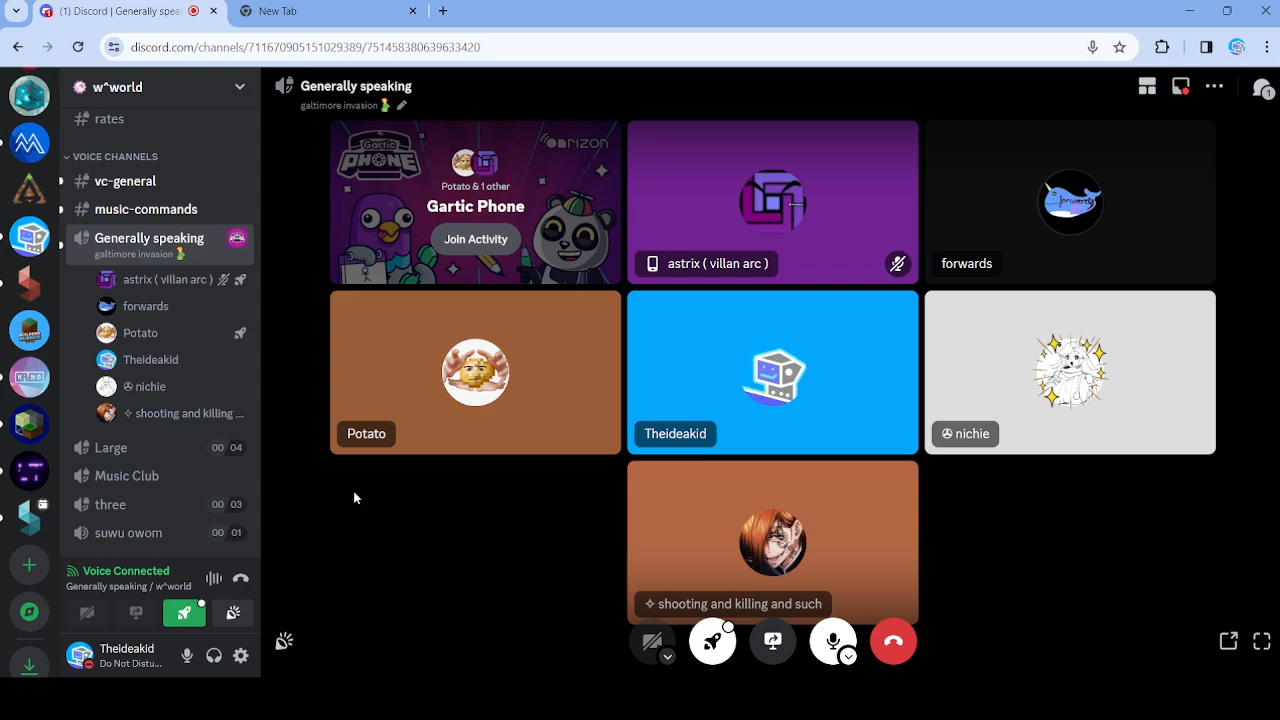 (1) Discord | Generally spea
New Tab
discord.com/channels/711670905151029389/751458380639633420
w^world
Generally speaking
galtimore invasion
1
rates
VOICE CHANNELS
vc-general
music-commands
Generally speaking
galtimore invasion
astrix ( villan arc )
forwards
Potato
Theideakid
✇ nichie
✧ shooting and killing ...
Large 00 04
Music Club
three 00 03
suwu owom 00 01
Voice Connected
Generally speaking / w^world
Theideakid
Do Not Distu...
Gartic
PHONE
ONRIZON
Potato & 1 other
Gartic Phone
Join Activity
astrix ( villan arc )
forwards
forwards
Potato
Theideakid
✇ nichie
✧ shooting and killing and such